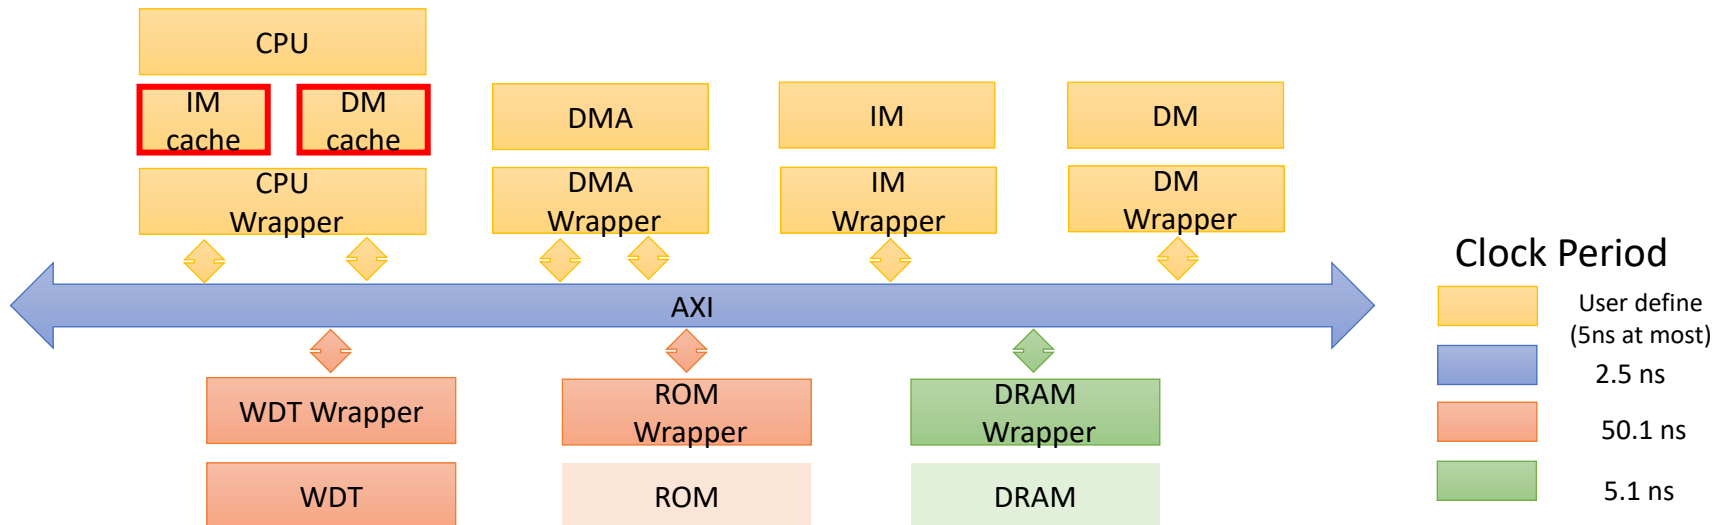 CPU
IM
cache
DM
cache
CPU
Wrapper
DMA
DMA
Wrapper
IM
IM
Wrapper
DM
DM
Wrapper
AXI
WDT Wrapper
WDT
ROM
Wrapper
ROM
DRAM
Wrapper
DRAM
Clock Period
User define
(5ns at most)
2.5 ns
50.1 ns
5.1 ns